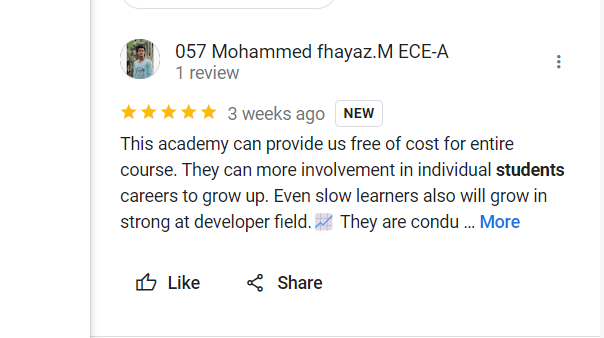 057 Mohammed fhayaz.M ECE-A
1 review
3 weeks ago NEW
This academy can provide us free of cost for entire
course. They can more involvement in individual students
careers to grow up. Even slow learners also will grow in
strong at developer field.📈 They are condu ... More
Like Share